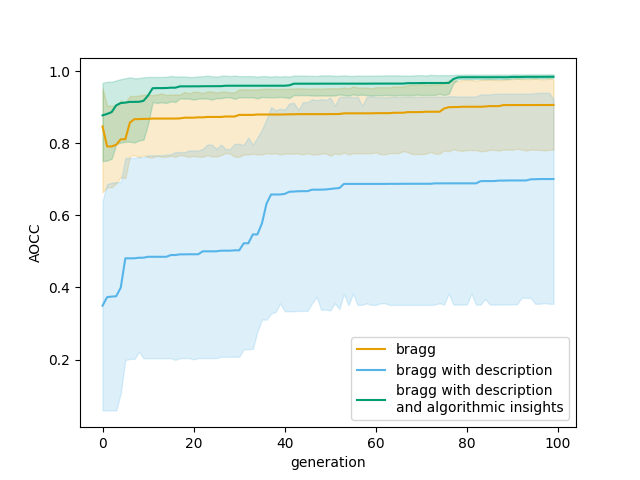 1.0
0.8
0.6
0.4
0.2
AOCC
bragg
bragg with description
bragg with description
and algorithmic insights
0 20 40 60 80 100
generation